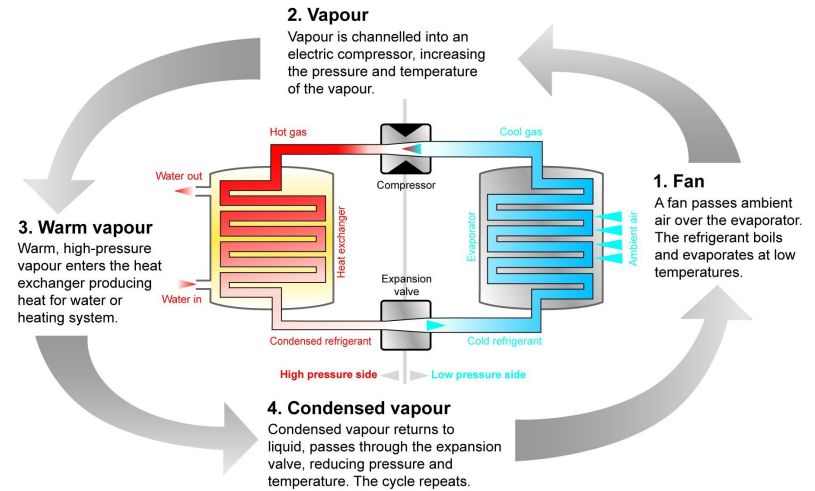 2. Vapour
Vapour is channelled into an
electric compressor, increasing
the pressure and temperature
of the vapour.
Hot gas
Cool gas
Compressor
Water out
Heat exchanger
Water in
Evaporator
Ambient air
1. Fan
A fan passes ambient
air over the evaporator.
The refrigerant boils
and evaporates at low
temperatures.
3. Warm vapour
Warm, high-pressure
vapour enters the heat
exchanger producing
heat for water or
heating system.
Expansion
valve
Condensed refrigerant
Cold refrigerant
High pressure side
Low pressure side
4. Condensed vapour
Condensed vapour returns to
liquid, passes through the expansion
valve, reducing pressure and
temperature. The cycle repeats.